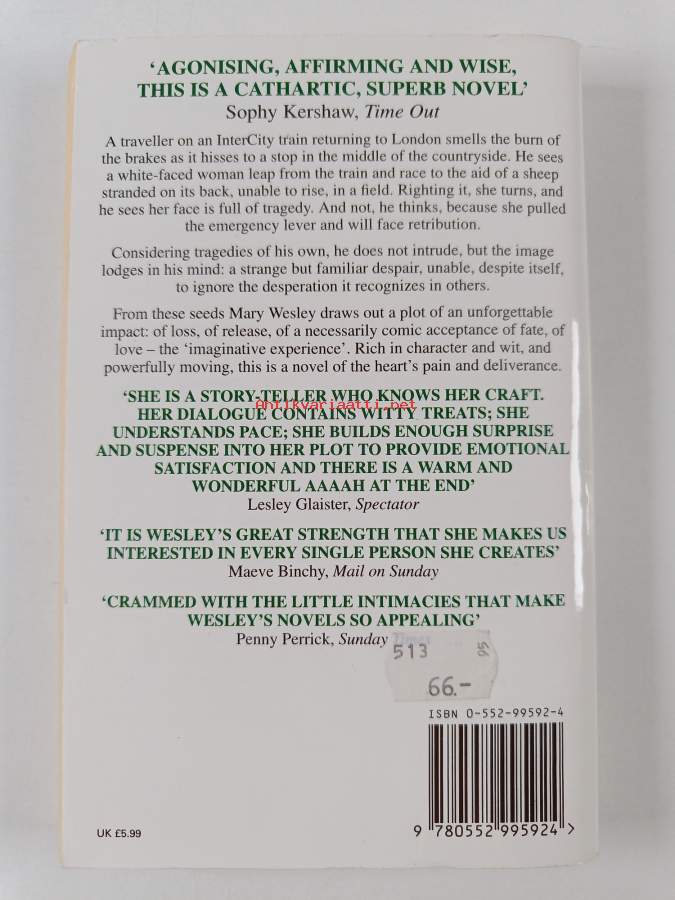 ‘AGONISING, AFFIRMING AND WISE,
THIS IS A CATHARTIC, SUPERB NOVEL’
Sophy Kershaw, Time Out
A traveller on an InterCity train returning to London smells the burn of
the brakes as it hisses to a stop in the middle of the countryside. He sees
a white-faced woman leap from the train and race to the aid of a sheep
stranded on its back, unable to rise, in a field. Righting it, she turns, and
he sees her face is full of tragedy. And not, he thinks, because she pulled
the emergency lever and will face retribution.
Considering tragedies of his own, he does not intrude, but the image
lodges in his mind: a strange but familiar despair, unable, despite itself,
to ignore the desperation it recognizes in others.
From these seeds Mary Wesley draws out a plot of an unforgettable
impact: of loss, of release, of a necessarily comic acceptance of fate, of
love – the ‘imaginative experience’. Rich in character and wit, and
powerfully moving, this is a novel of the heart’s pain and deliverance.
‘SHE IS A STORY-TELLER WHO KNOWS HER CRAFT.
Antikvariaatti.net
HER DIALOGUE CONTAINS WITTY TREATS; SHE
UNDERSTANDS PACE; SHE BUILDS ENOUGH SURPRISE
AND SUSPENSE INTO HER PLOT TO PROVIDE EMOTIONAL
SATISFACTION AND THERE IS A WARM AND
WONDERFUL AAAAH AT THE END’
Lesley Glaister, Spectator
‘IT IS WESLEY’S GREAT STRENGTH THAT SHE MAKES US
INTERESTED IN EVERY SINGLE PERSON SHE CREATES’
Maeve Binchy, Mail on Sunday
‘CRAMMED WITH THE LITTLE INTIMACIES THAT MAKE
WESLEY’S NOVELS SO APPEALING’
Penny Perrick, Sunday Times
513 95
66.-
ISBN 0-552-99592-4
9 780552 995924 >
UK £5.99